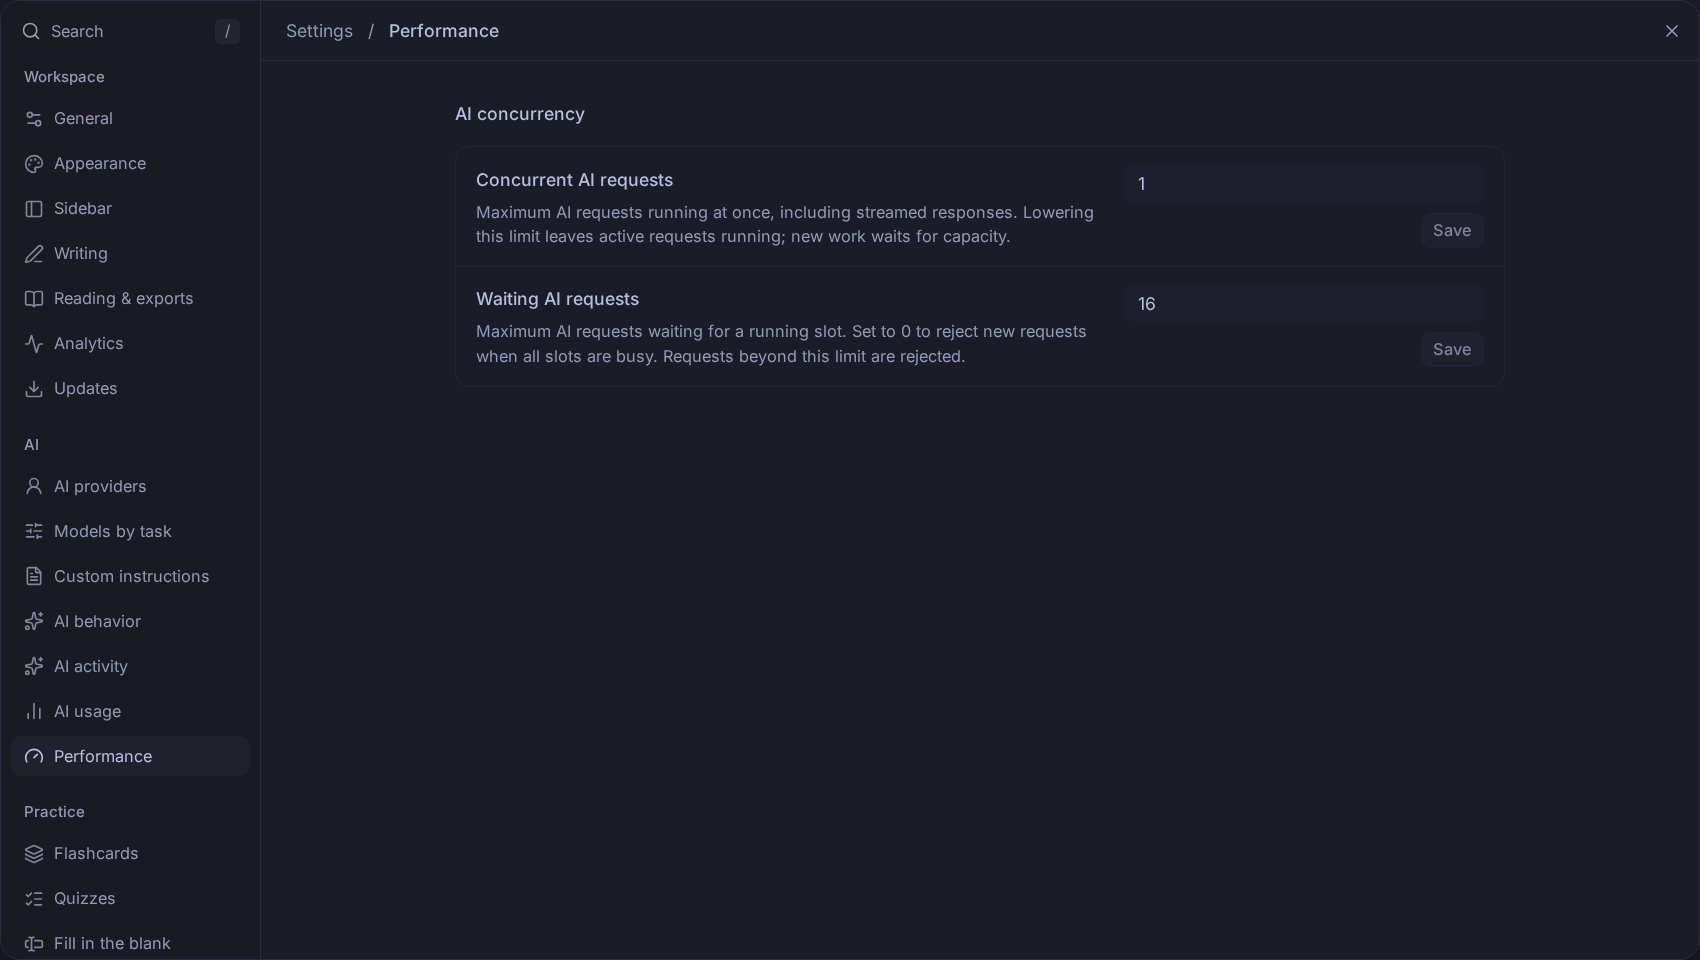 Search /
Workspace
General
Appearance
Sidebar
Writing
Reading & exports
Analytics
Updates
AI
AI providers
Models by task
Custom instructions
AI behavior
AI activity
AI usage
Performance
Practice
Flashcards
Quizzes
Fill in the blank
Settings / Performance
AI concurrency
Concurrent AI requests
Maximum AI requests running at once, including streamed responses. Lowering
this limit leaves active requests running; new work waits for capacity.
1
Save
Waiting AI requests
Maximum AI requests waiting for a running slot. Set to 0 to reject new requests
when all slots are busy. Requests beyond this limit are rejected.
16
Save